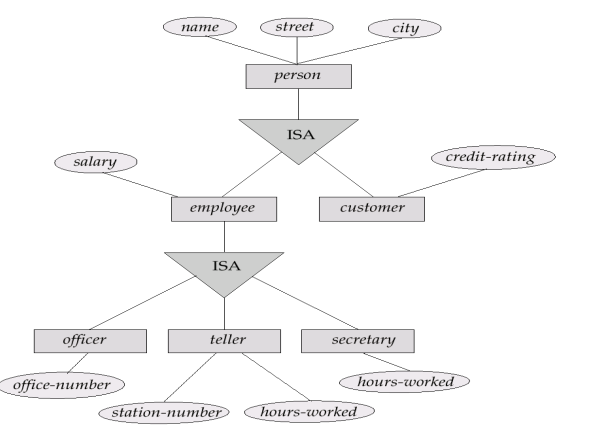 name
street
city
person
ISA
salary
credit-rating
employee
customer
ISA
officer
teller
secretary
office-number
hours-worked
station-number
hours-worked